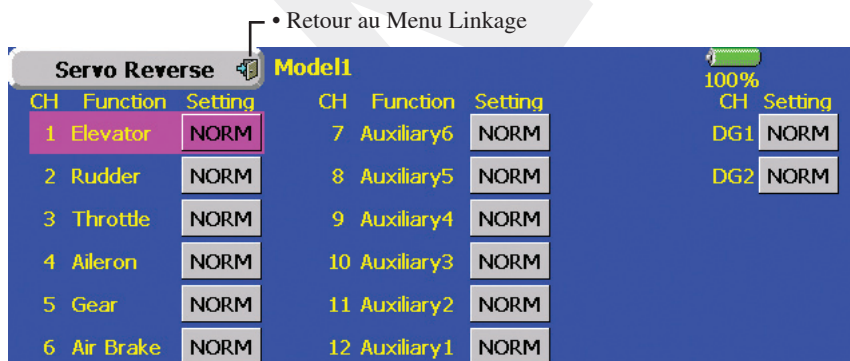 • Retour au Menu Linkage
Servo Reverse Model1 100%
CH Function Setting CH Function Setting CH Setting
1 Elevator NORM 7 Auxiliary6 NORM DG1 NORM
2 Rudder NORM 8 Auxiliary5 NORM DG2 NORM
3 Throttle NORM 9 Auxiliary4 NORM
4 Aileron NORM 10 Auxiliary3 NORM
5 Gear NORM 11 Auxiliary2 NORM
6 Air Brake NORM 12 Auxiliary1 NORM